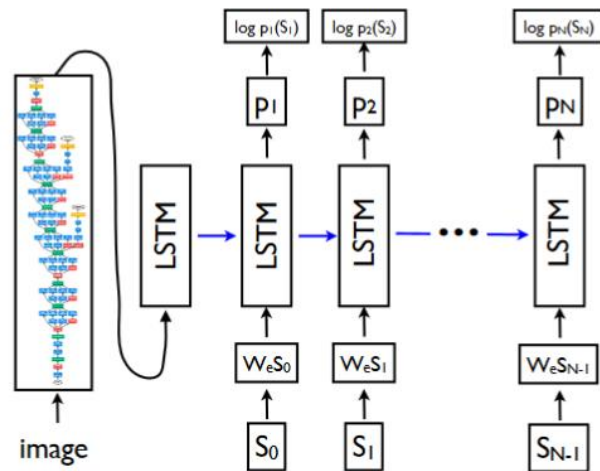 log p₁(S₁) log p₂(S₂) log pN(SN)
p₁ p₂ pN
LSTM LSTM LSTM ••• LSTM
WₑS₀ WₑS₁ WₑSN-1
image S₀ S₁ SN-1